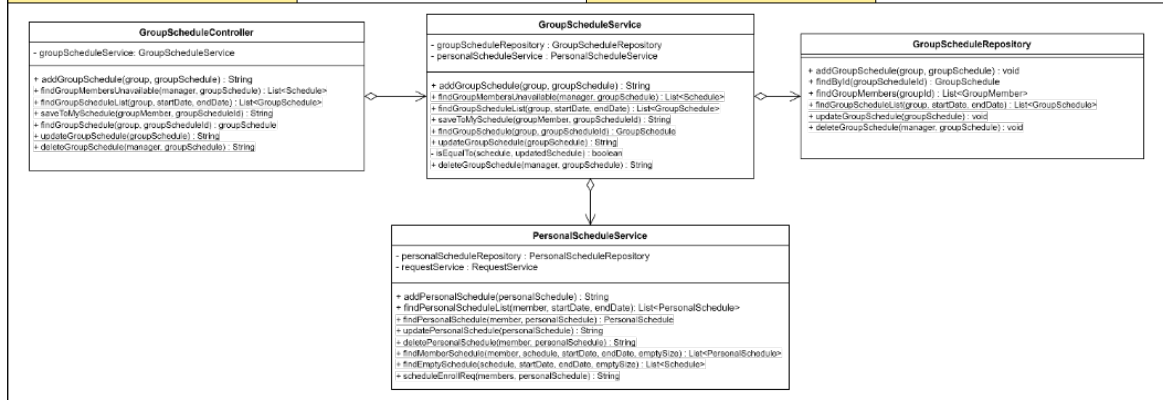 GroupScheduleController
- groupScheduleService: GroupScheduleService
+ addGroupSchedule(group, groupSchedule) : String
+ findGroupMembersUnavailable(manager, groupSchedule) : List<Schedule>
+ findGroupScheduleList(group, startDate, endDate) : List<GroupSchedule>
+ saveToMySchedule(groupMember, groupScheduleId) : String
+ findGroupSchedule(group, groupScheduleId) : groupSchedule
+ updateGroupSchedule(groupSchedule) : String
+ deleteGroupSchedule(manager, groupSchedule) : String
GroupScheduleService
- groupScheduleRepository : GroupScheduleRepository
- personalScheduleService : PersonalScheduleService
+ addGroupSchedule(group, groupSchedule) : String
+ findGroupMembersUnavailable(manager, groupSchedule) : List<Schedule>
+ findGroupScheduleList(group, startDate, endDate) : List<GroupSchedule>
+ saveToMySchedule(groupMember, groupScheduleId) : String
+ findGroupSchedule(group, groupScheduleId) : GroupSchedule
+ updateGroupSchedule(groupSchedule) : String
- isEqualTo(schedule, updatedSchedule) : boolean
+ deleteGroupSchedule(manager, groupSchedule) : String
GroupScheduleRepository
+ addGroupSchedule(group, groupSchedule) : void
+ findById(groupScheduleId, group) : GroupSchedule
+ findGroupMembers(groupId) : List<GroupMember>
+ findGroupScheduleList(group, startDate, endDate) : List<GroupSchedule>
+ updateGroupSchedule(groupSchedule) : void
+ deleteGroupSchedule(manager, groupSchedule) : void
PersonalScheduleService
- personalScheduleRepository : PersonalScheduleRepository
- requestService : RequestService
+ addPersonalSchedule(personalSchedule) : String
+ findPersonalScheduleList(member, startDate, endDate): List<PersonalSchedule>
+ findPersonalSchedule(member, personalSchedule) : PersonalSchedule
+ updatePersonalSchedule(personalSchedule) : String
+ deletePersonalSchedule(member, personalSchedule) : String
+ findMemberSchedule(member, schedule, startDate, endDate, emptySize) : List<PersonalSchedule>
+ findEmptySchedule(schedule, startDate, endDate, emptySize) : List<Schedule>
+ scheduleEnrollReq(members, personalSchedule) : String